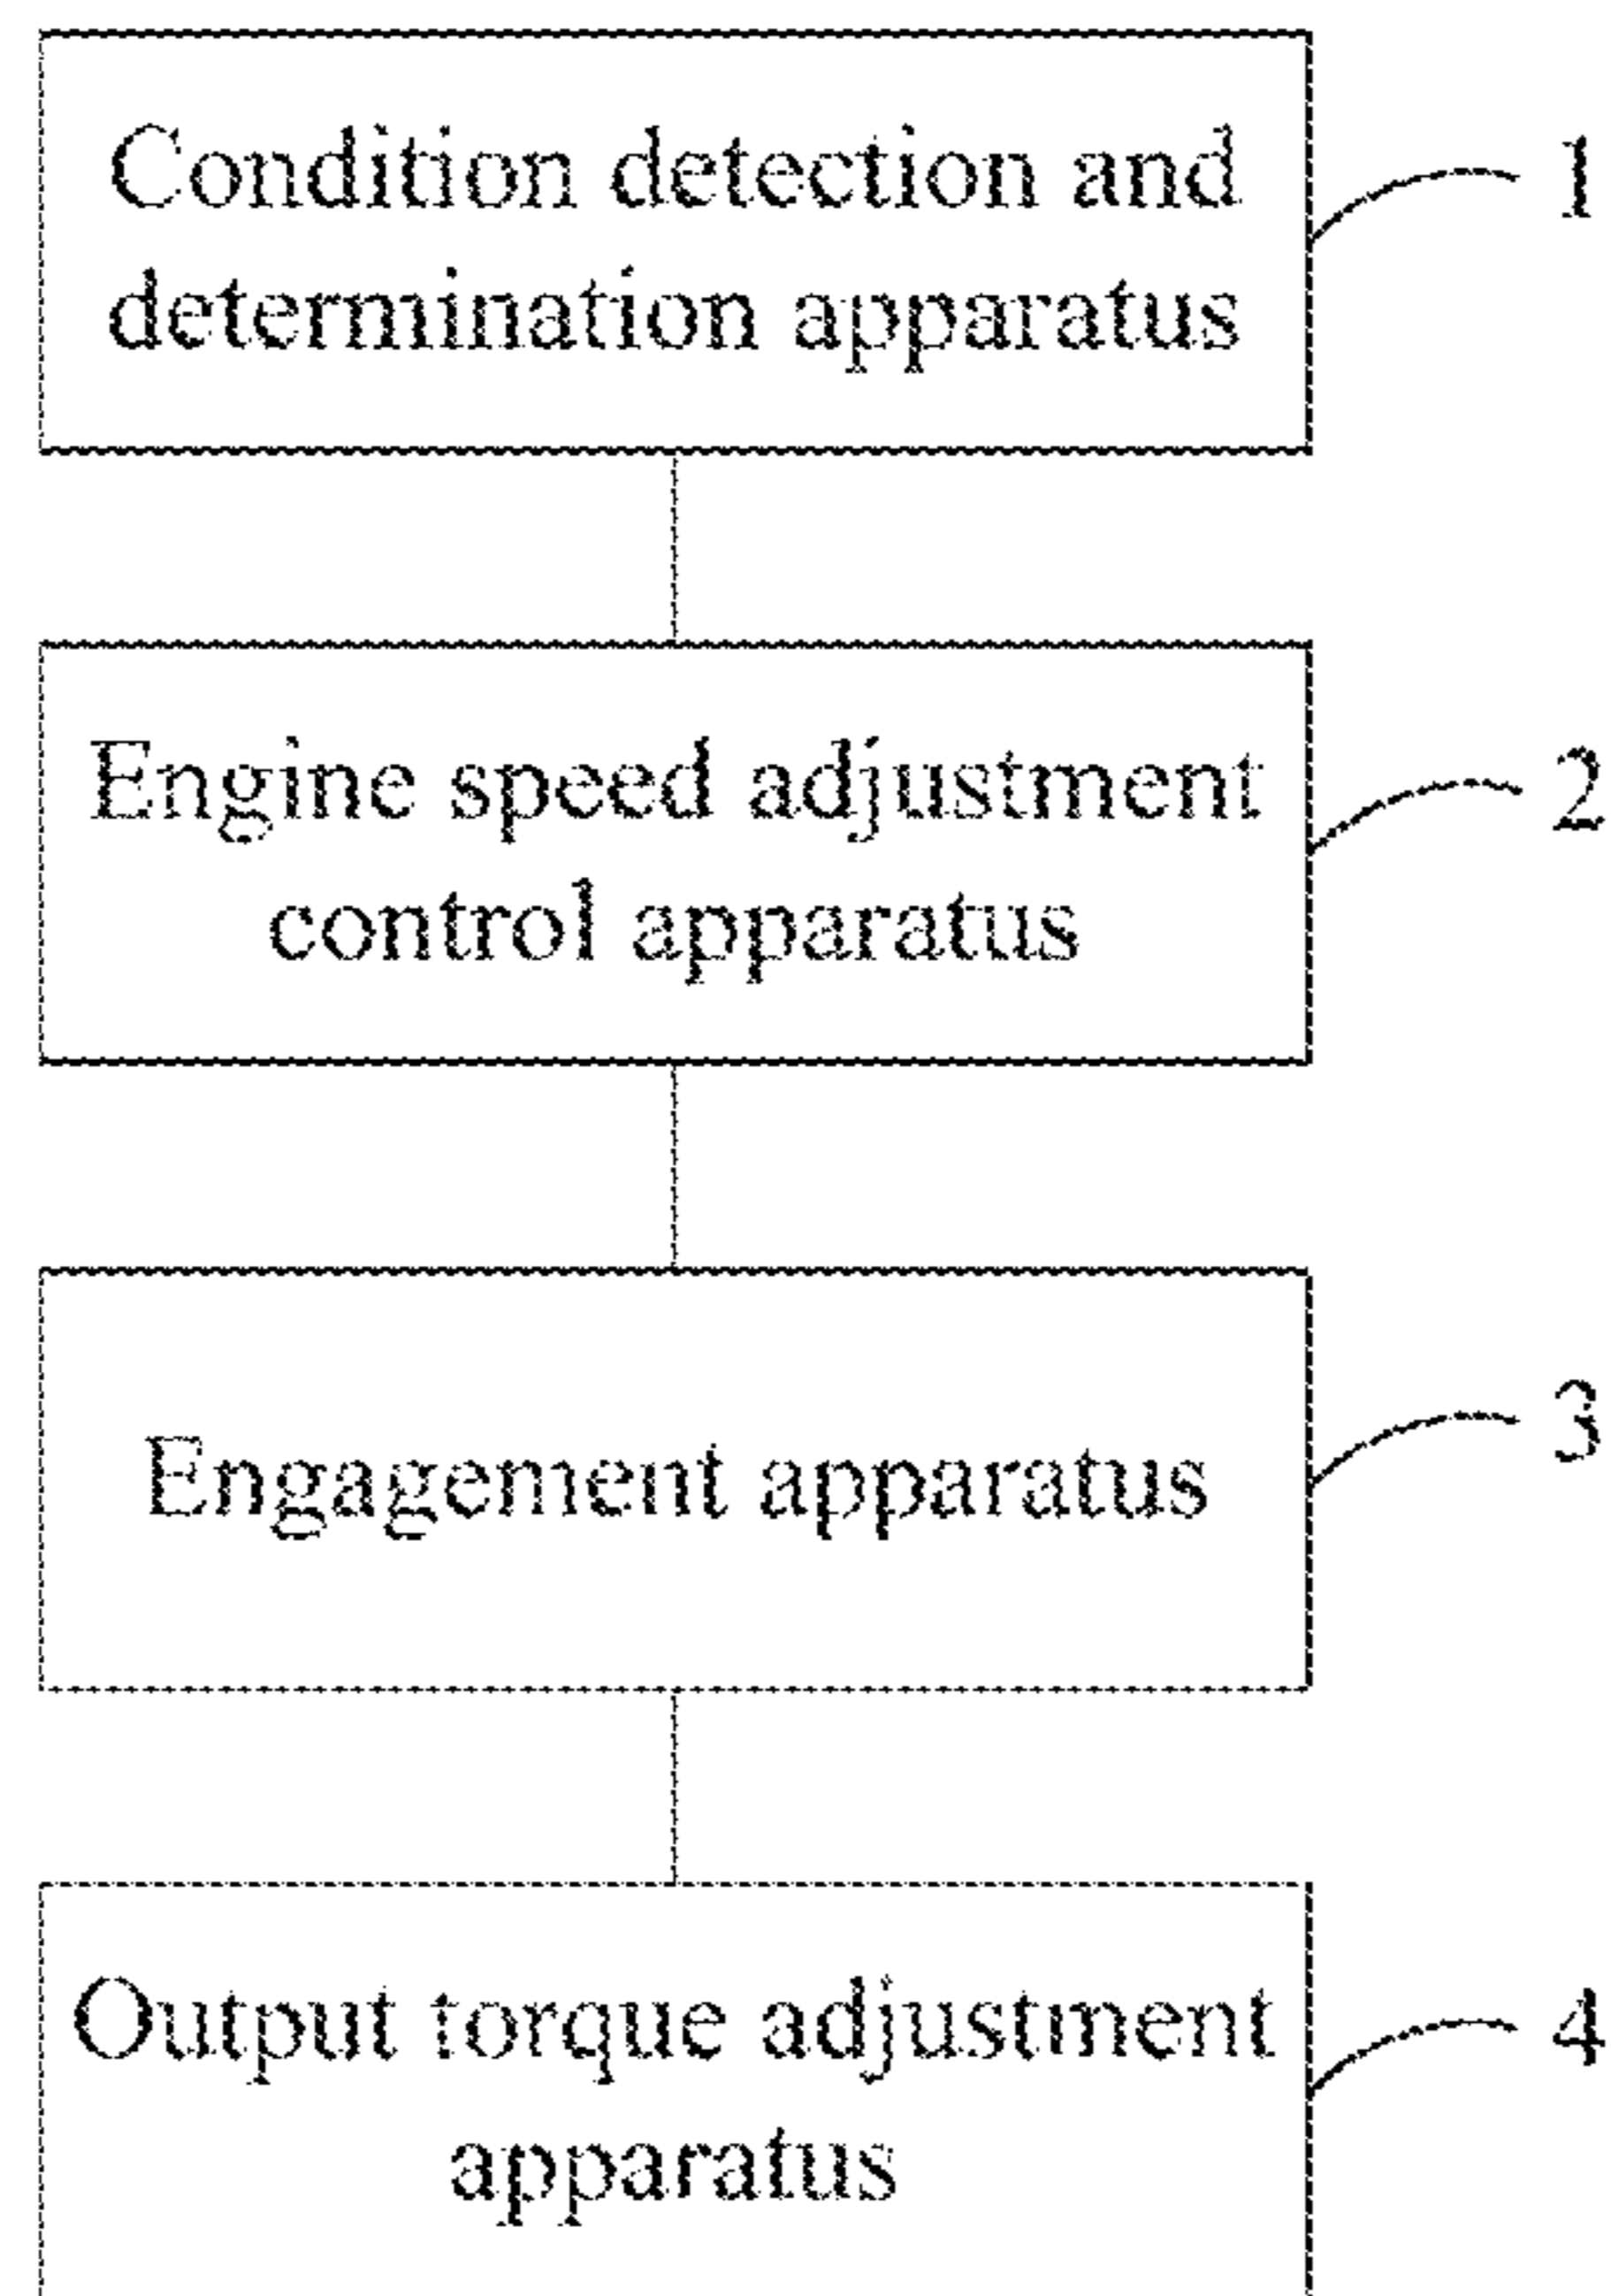 Condition detection and
determination apparatus
1
Engine speed adjustment
control apparatus
2
Engagement apparatus
3
Output torque adjustment
apparatus
4